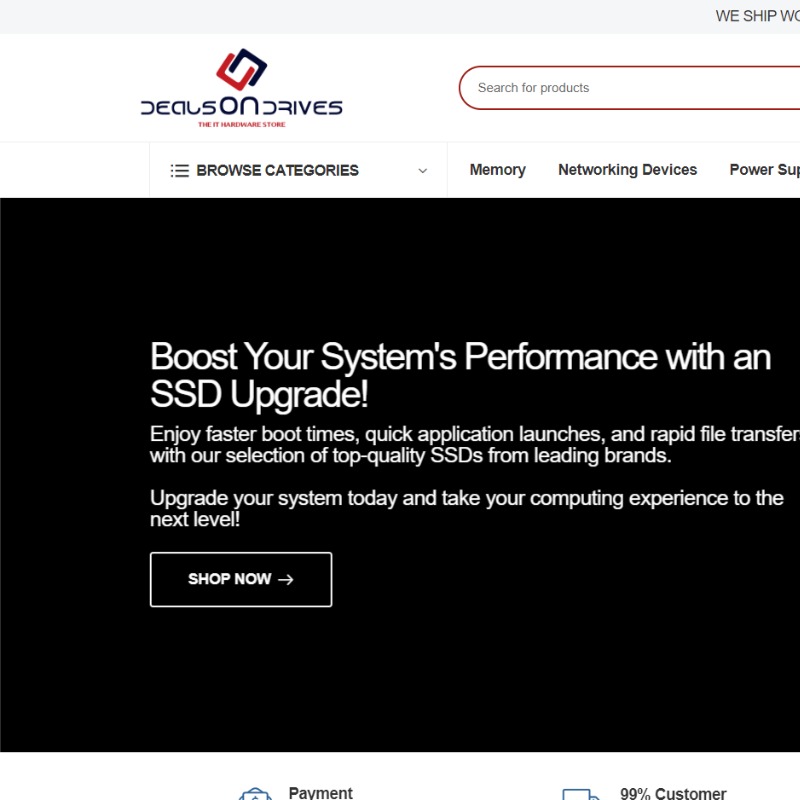 WE SHIP
DEALSONDRIVES
THE IT HARDWARE STORE
Search for products
BROWSE CATEGORIES
Memory Networking Devices Power
Boost Your System's Performance with an
SSD Upgrade!
Enjoy faster boot times, quick application launches, and rapid file transfers
with our selection of top-quality SSDs from leading brands.
Upgrade your system today and take your computing experience to the
next level!
SHOP NOW →
Payment
99% Customer